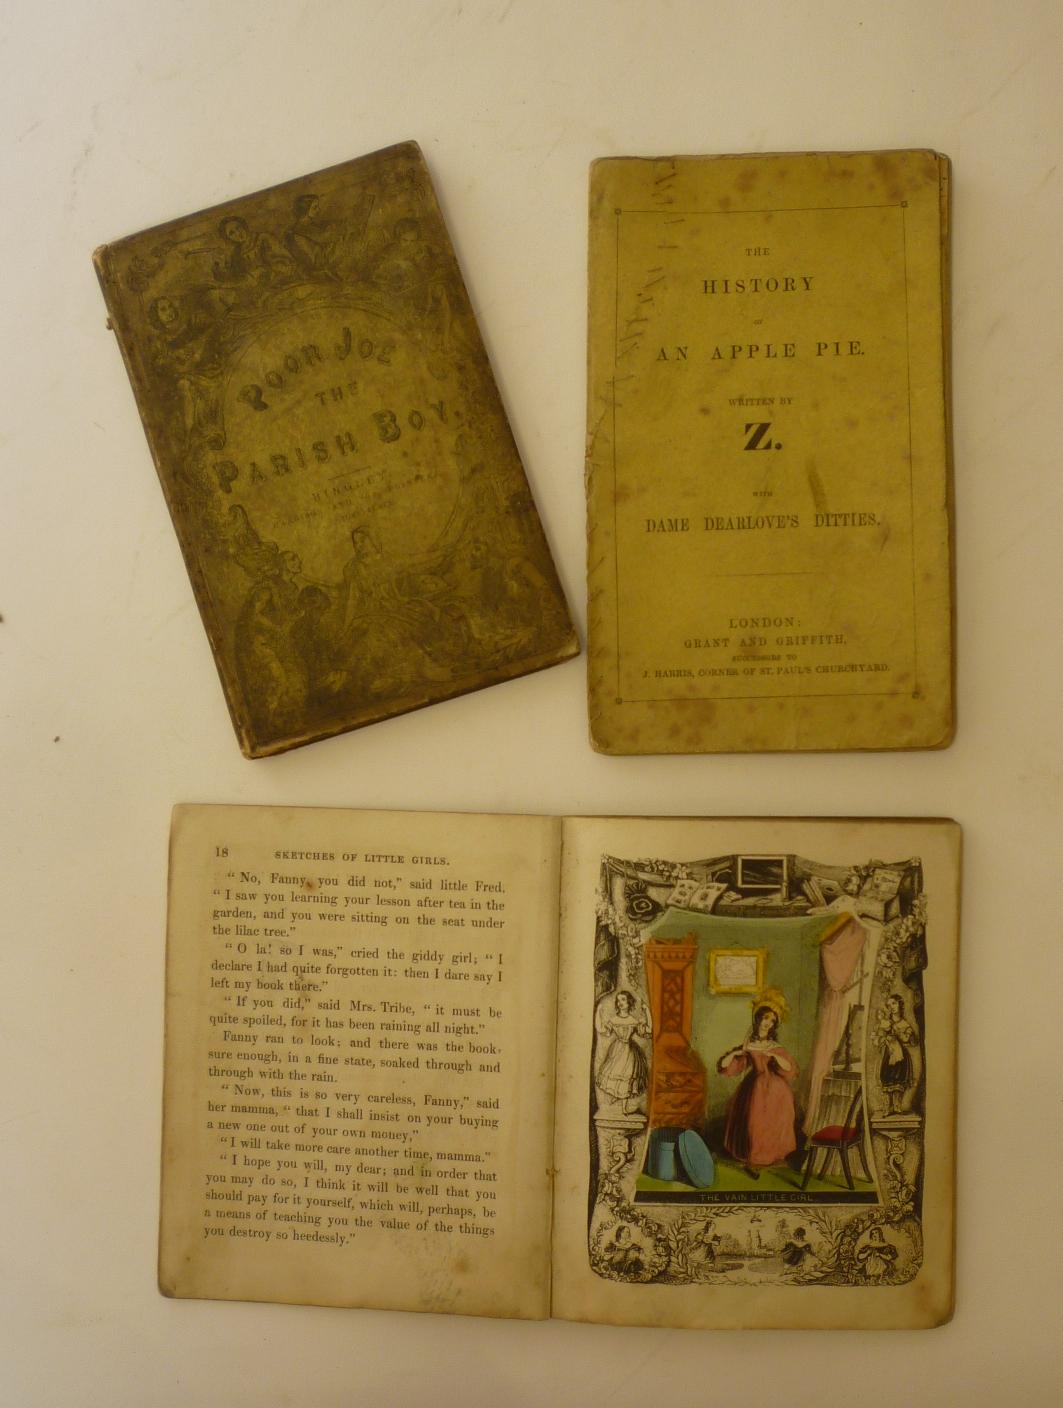 POOR JOE
THE
PARISH BOY.
THE
HISTORY
OF
AN APPLE PIE.
WRITTEN BY
Z.
WITH
DAME DEARLOVE'S DITTIES.
LONDON:
GRANT AND GRIFFITH,
SUCCESSORS TO
J. HARRIS, CORNER OF ST. PAUL'S CHURCHYARD.
18 SKETCHES OF LITTLE GIRLS.
“ No, Fanny, you did not,” said little Fred.
“ I saw you learning your lesson after tea in the
garden, and you were sitting on the seat under
the lilac tree.”
“ O la! so I was,” cried the giddy girl; “ I
declare I had quite forgotten it: then I dare say I
left my book there.”
“ If you did,” said Mrs. Tribe, “ it must be
quite spoiled, for it has been raining all night.”
Fanny ran to look; and there was the book,
sure enough, in a fine state, soaked through and
through with the rain.
“ Now, this is so very careless, Fanny,” said
her mamma, “ that I shall insist on your buying
a new one out of your own money,”
“ I will take more care another time, mamma.”
“ I hope you will, my dear; and in order that
you may do so, I think it will be well that you
should pay for it yourself, which will, perhaps, be
a means of teaching you the value of the things
you destroy so heedlessly.”
THE VAIN LITTLE GIRL.